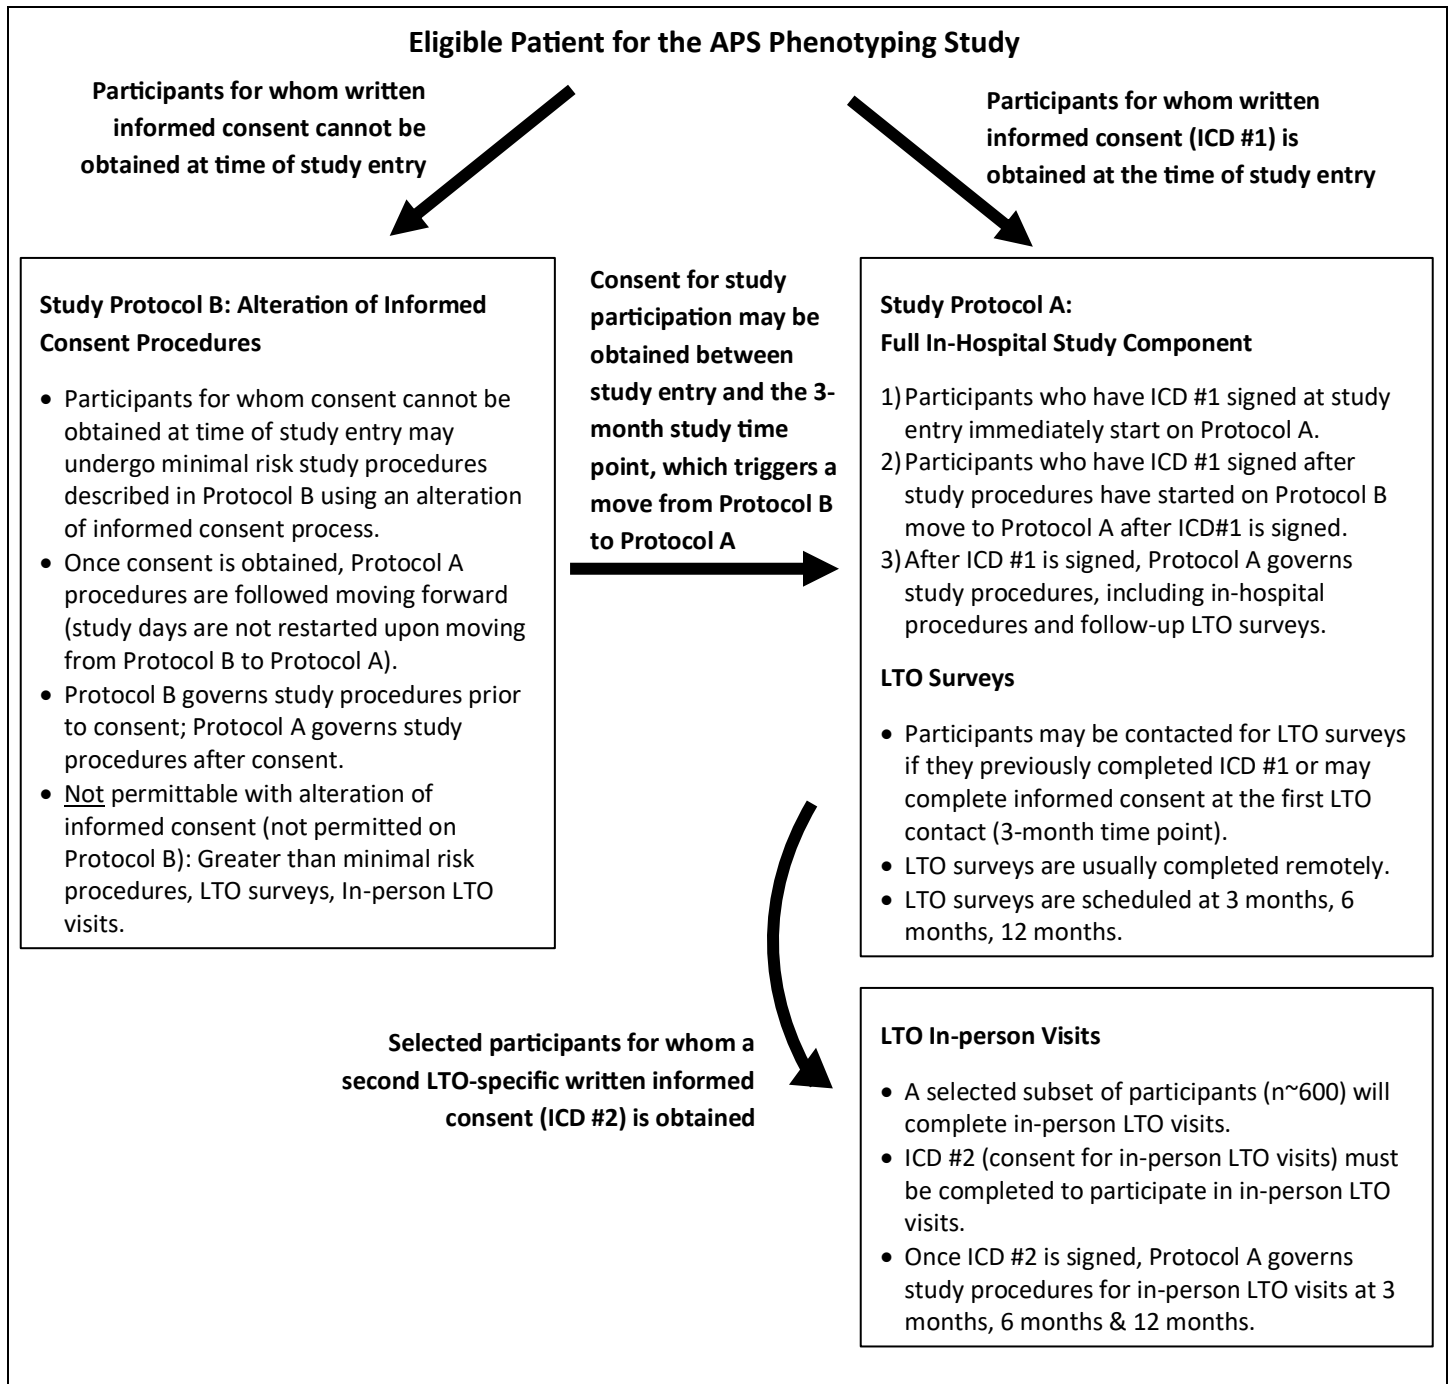 Eligible Patient for the APS Phenotyping Study
Participants for whom written
informed consent cannot be
obtained at time of study entry
Participants for whom written
informed consent (ICD #1) is
obtained at the time of study entry
Study Protocol B: Alteration of Informed
Consent Procedures
• Participants for whom consent cannot be
obtained at time of study entry may
undergo minimal risk study procedures
described in Protocol B using an alteration
of informed consent process.
• Once consent is obtained, Protocol A
procedures are followed moving forward
(study days are not restarted upon moving
from Protocol B to Protocol A).
• Protocol B governs study procedures prior
to consent; Protocol A governs study
procedures after consent.
• Not permittable with alteration of
informed consent (not permitted on
Protocol B): Greater than minimal risk
procedures, LTO surveys, In-person LTO
visits.
Consent for study
participation may be
obtained between
study entry and the 3-
month study time
point, which triggers a
move from Protocol B
to Protocol A
Study Protocol A:
Full In-Hospital Study Component
1) Participants who have ICD #1 signed at study
entry immediately start on Protocol A.
2) Participants who have ICD #1 signed after
study procedures have started on Protocol B
move to Protocol A after ICD#1 is signed.
3) After ICD #1 is signed, Protocol A governs
study procedures, including in-hospital
procedures and follow-up LTO surveys.
LTO Surveys
• Participants may be contacted for LTO surveys
if they previously completed ICD #1 or may
complete informed consent at the first LTO
contact (3-month time point).
• LTO surveys are usually completed remotely.
• LTO surveys are scheduled at 3 months, 6
months, 12 months.
Selected participants for whom a
second LTO-specific written informed
consent (ICD #2) is obtained
LTO In-person Visits
• A selected subset of participants (n~600) will
complete in-person LTO visits.
• ICD #2 (consent for in-person LTO visits) must
be completed to participate in in-person LTO
visits.
• Once ICD #2 is signed, Protocol A governs
study procedures for in-person LTO visits at 3
months, 6 months & 12 months.